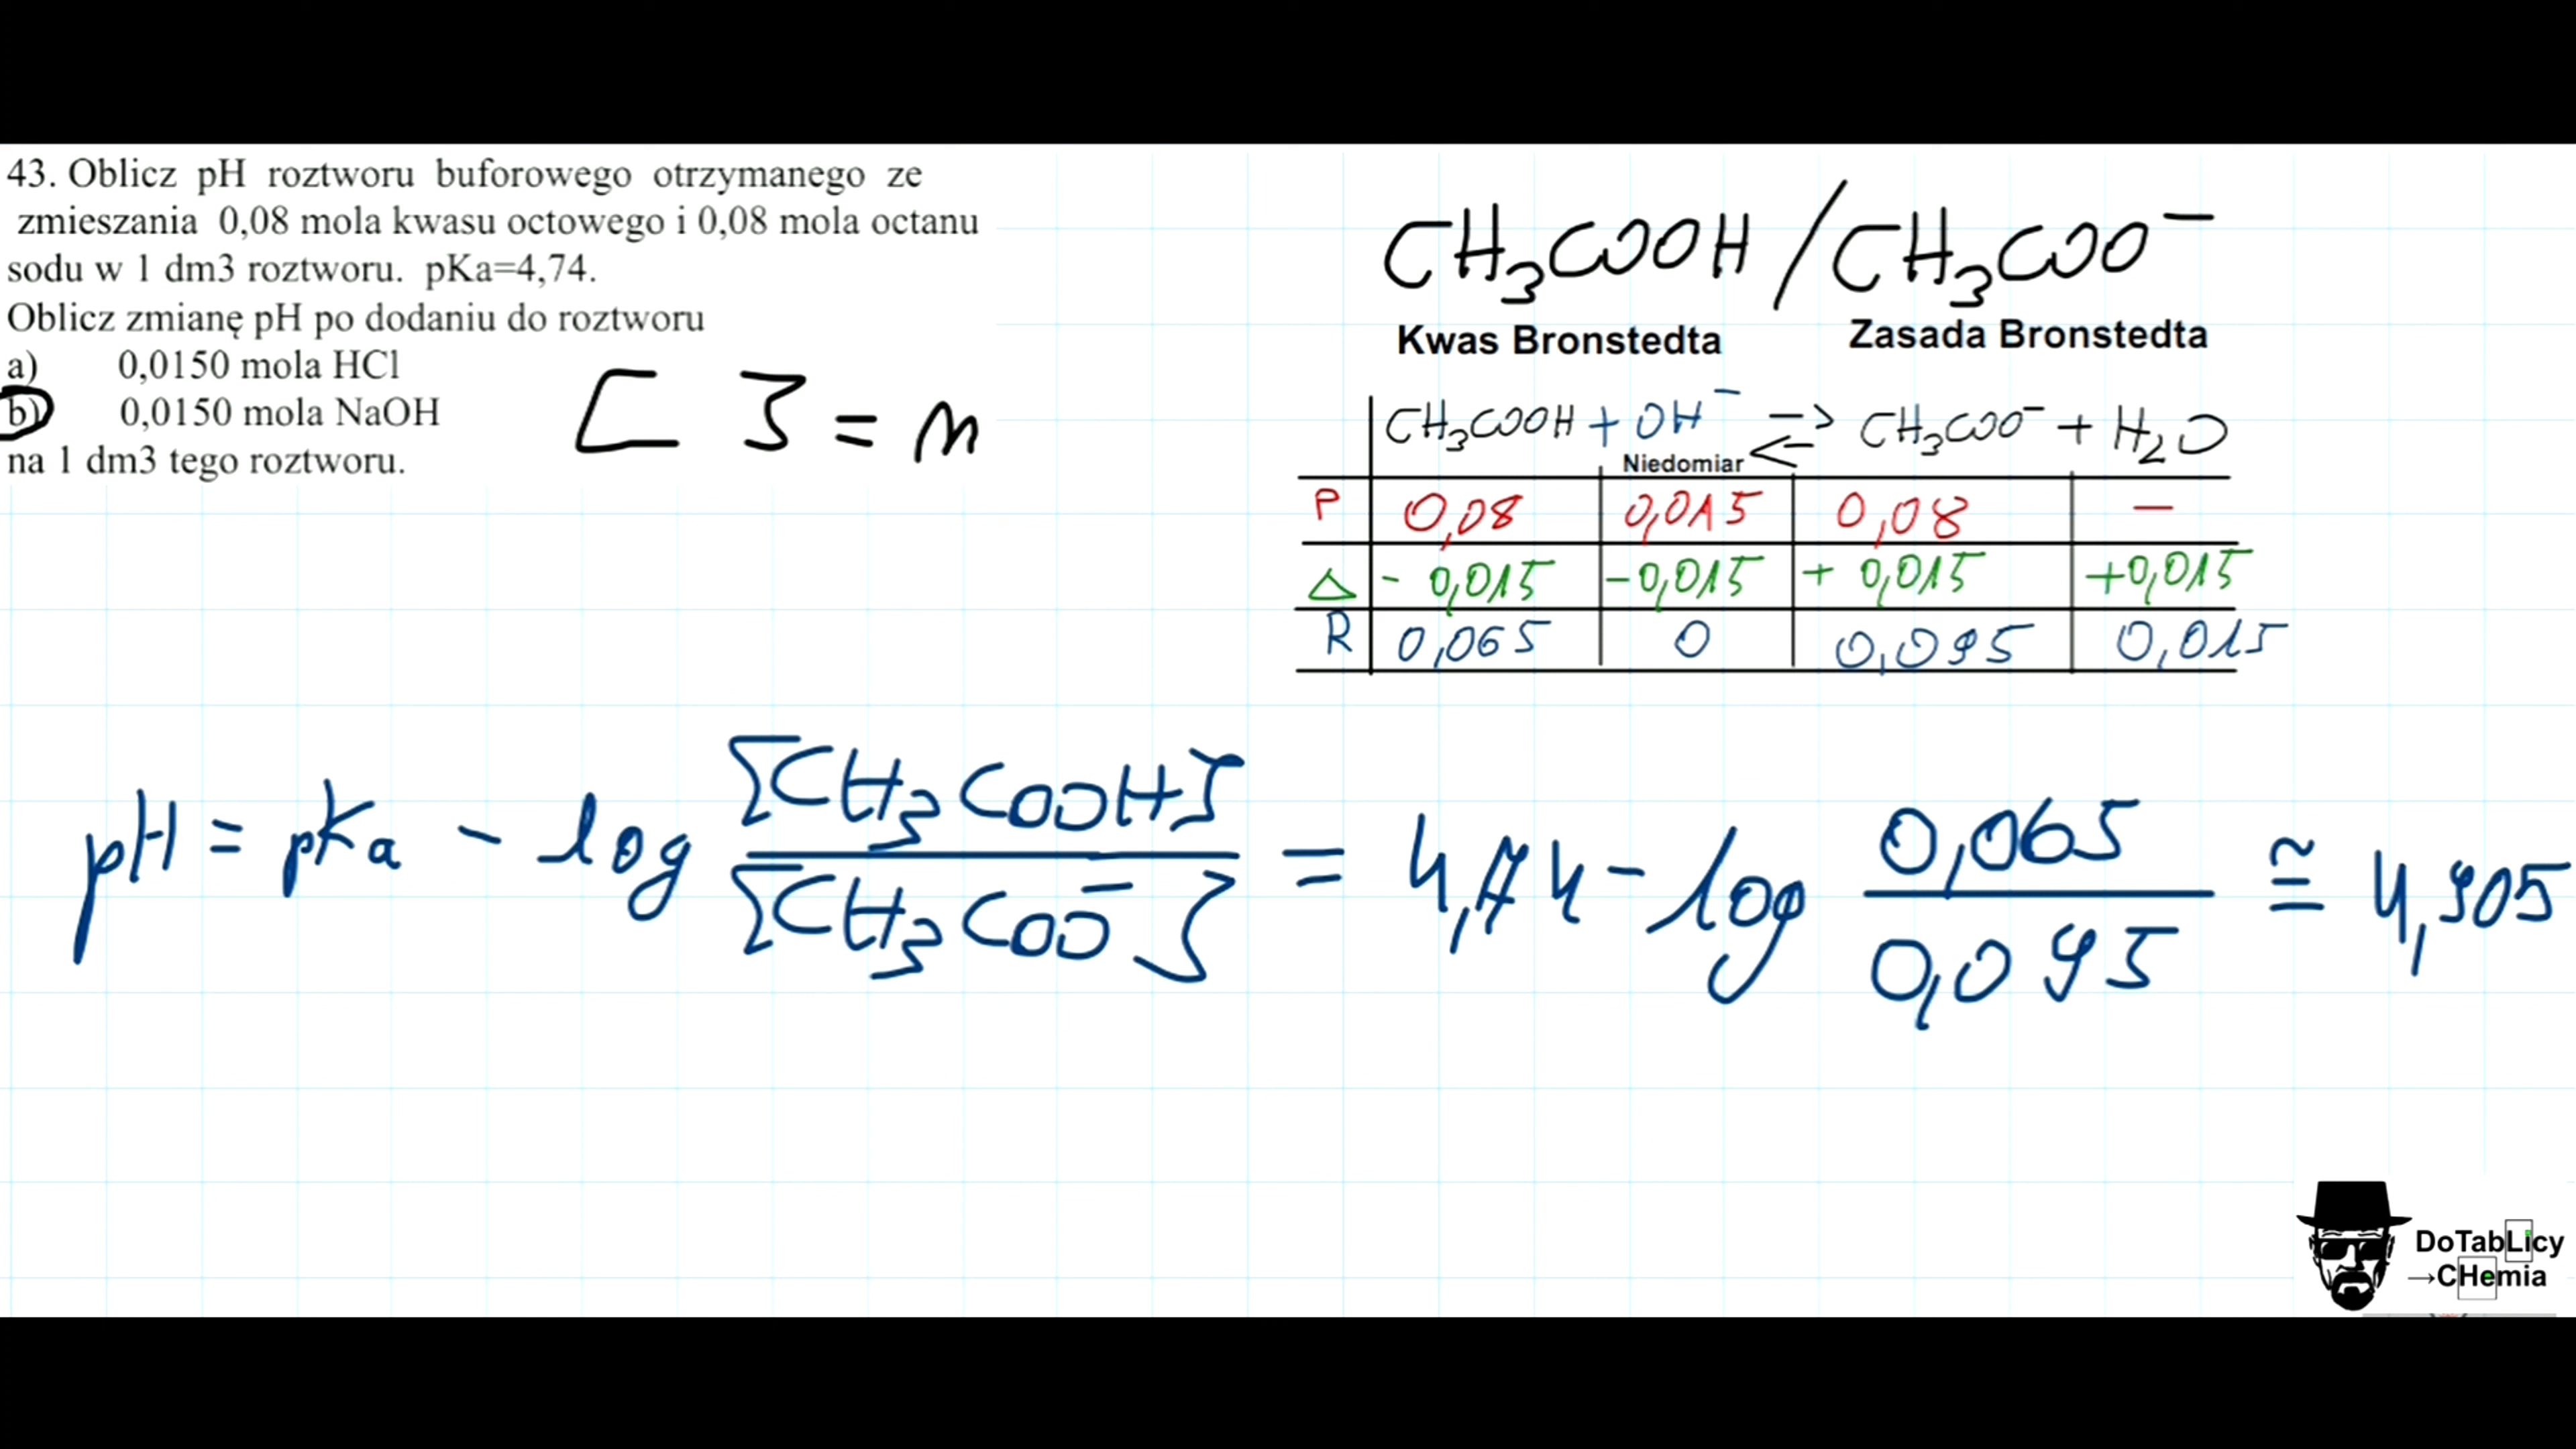 43. Oblicz pH roztworu buforowego otrzymanego ze
zmieszania 0,08 mola kwasu octowego i 0,08 mola octanu
sodu w 1 dm3 roztworu. pKa=4,74.
Oblicz zmianę pH po dodaniu do roztworu
a) 0,0150 mola HCl
b) 0,0150 mola NaOH
na 1 dm3 tego roztworu.
[ ] = n
CH3COOH / CH3COO⁻
Kwas Bronstedta Zasada Bronstedta
CH3COOH + OH⁻ ⇌ CH3COO⁻ + H2O
Niedomiar
P 0,08 0,015 0,08 –
Δ - 0,015 -0,015 + 0,015 +0,015
R 0,065 0 0,095 0,015
pH = pKa - log [CH3COOH] / [CH3COO⁻] = 4,74 - log 0,065 / 0,095 ≅ 4,905
DoTabLicy
→CHemia